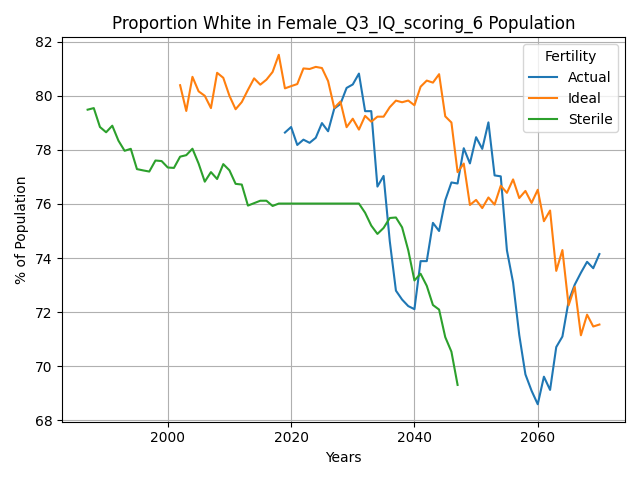 Proportion White in Female_Q3_IQ_scoring_6 Population
% of Population
82
80
78
76
74
72
70
68
2000
2020
2040
2060
Years
Fertility
Actual
Ideal
Sterile